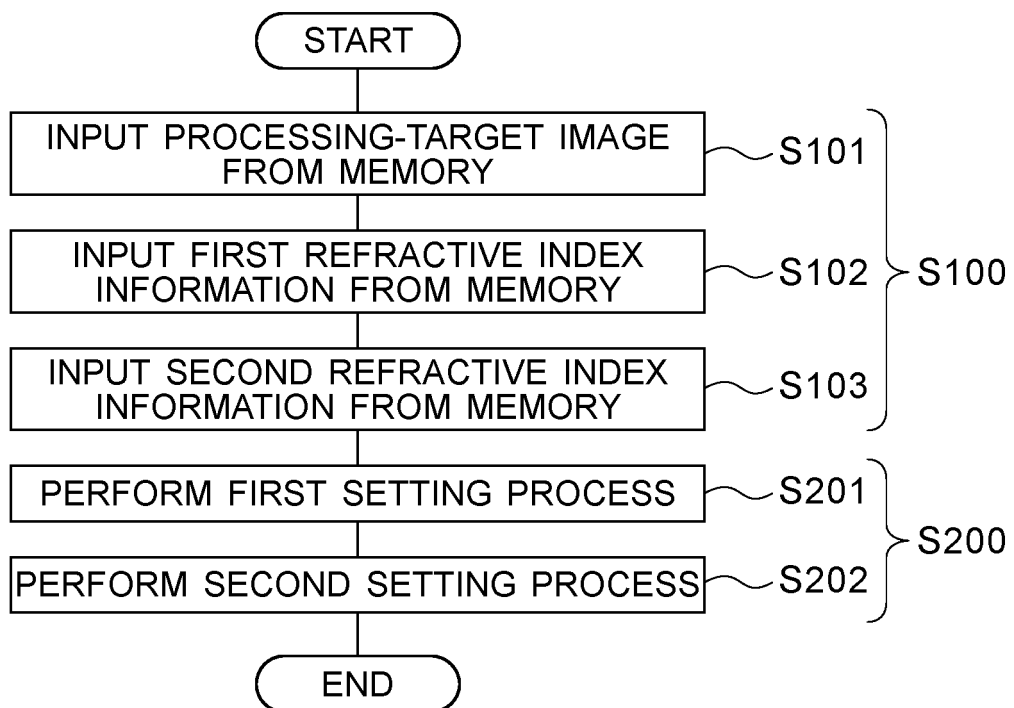 START
INPUT PROCESSING-TARGET IMAGE
FROM MEMORY
S101
INPUT FIRST REFRACTIVE INDEX
INFORMATION FROM MEMORY
S102
S100
INPUT SECOND REFRACTIVE INDEX
INFORMATION FROM MEMORY
S103
PERFORM FIRST SETTING PROCESS
S201
S200
PERFORM SECOND SETTING PROCESS
S202
END